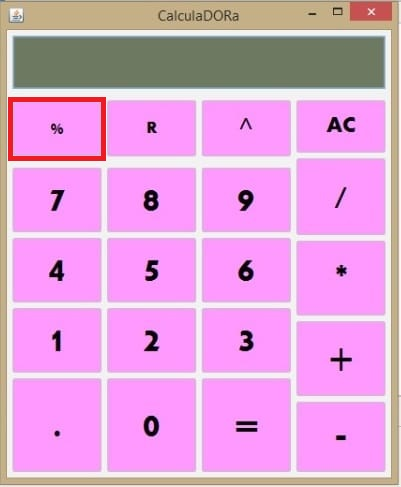 CalculaDORa
% R ^ AC
7 8 9 /
4 5 6 *
1 2 3 +
. 0 = -